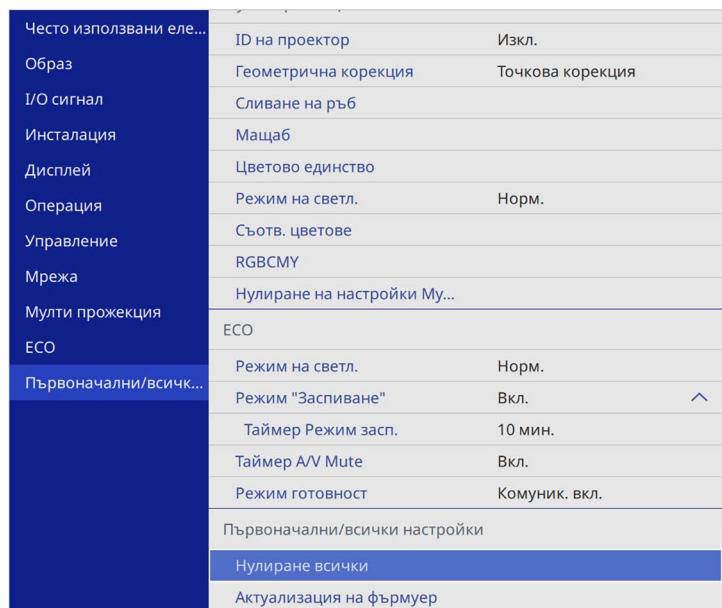 Често използвани еле...
Образ
I/O сигнал
Инсталация
Дисплей
Операция
Управление
Мрежа
Мулти прожекция
ECO
Първоначални/всичк...
ID на проектор Изкл.
Геометрична корекция Точкова корекция
Сливане на ръб
Мащаб
Цветово единство
Режим на светл. Норм.
Съотв. цветове
RGBCMY
Нулиране на настройки Му...
ECO
Режим на светл. Норм.
Режим "Заспиване" Вкл.
Таймер Режим засп. 10 мин.
Таймер A/V Mute Вкл.
Режим готовност Комуник. вкл.
Първоначални/всички настройки
Нулиране всички
Актуализация на фърмуер